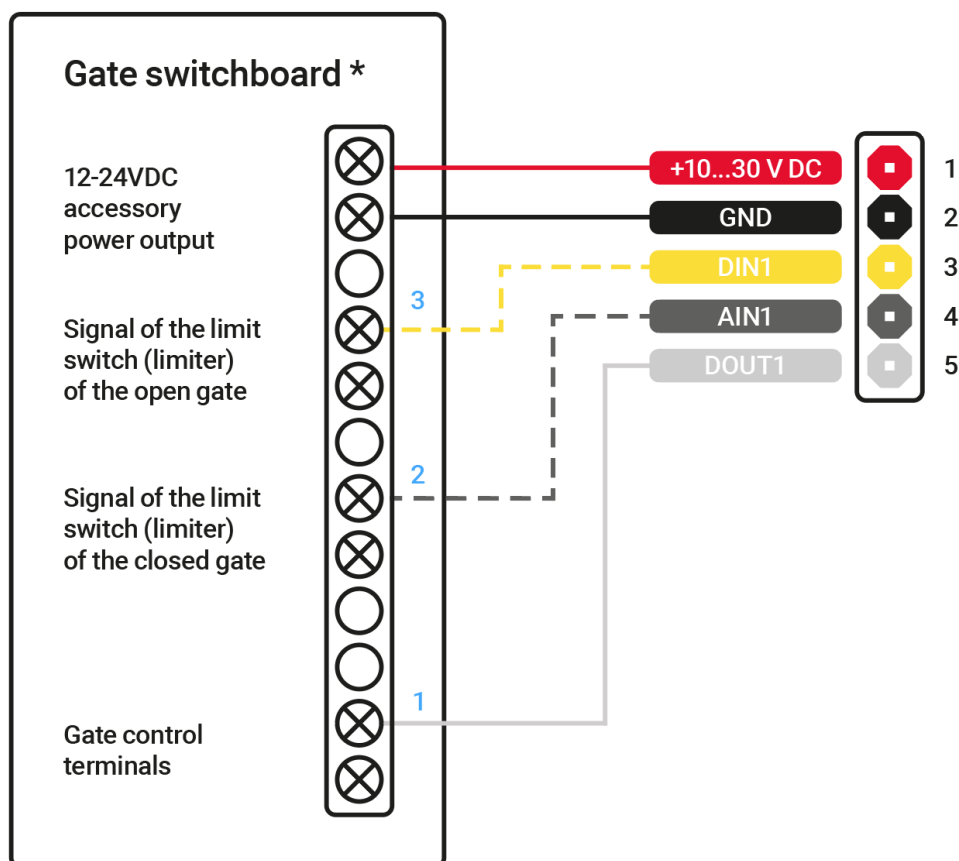 Gate switchboard *
12-24VDC
accessory
power output
Signal of the limit
switch (limiter)
of the open gate
Signal of the limit
switch (limiter)
of the closed gate
Gate control
terminals
3
2
1
+10...30 V DC
GND
DIN1
AIN1
DOUT1
1
2
3
4
5